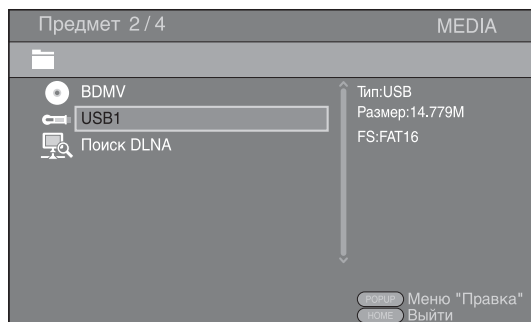 Предмет 2/4 MEDIA
BDMV
USB1
Поиск DLNA
Тип:USB
Размер:14.779M
FS:FAT16
POPUP Меню "Правка"
HOME Выйти